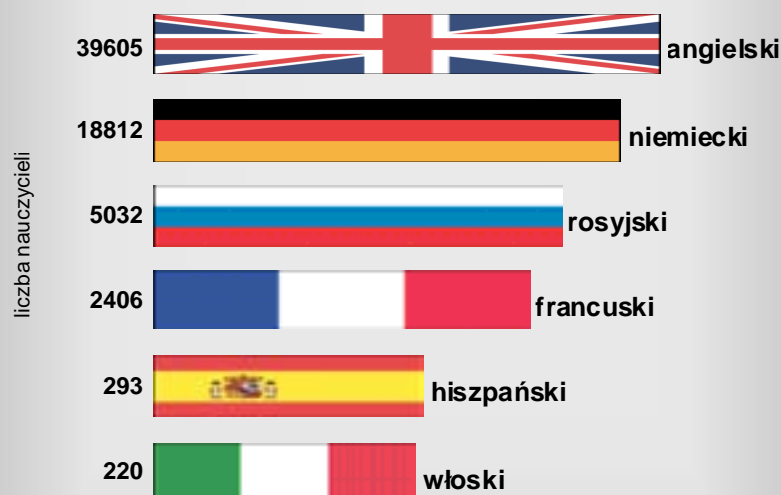 liczba nauczycieli
39605 angielski
18812 niemiecki
5032 rosyjski
2406 francuski
293 hiszpański
220 włoski